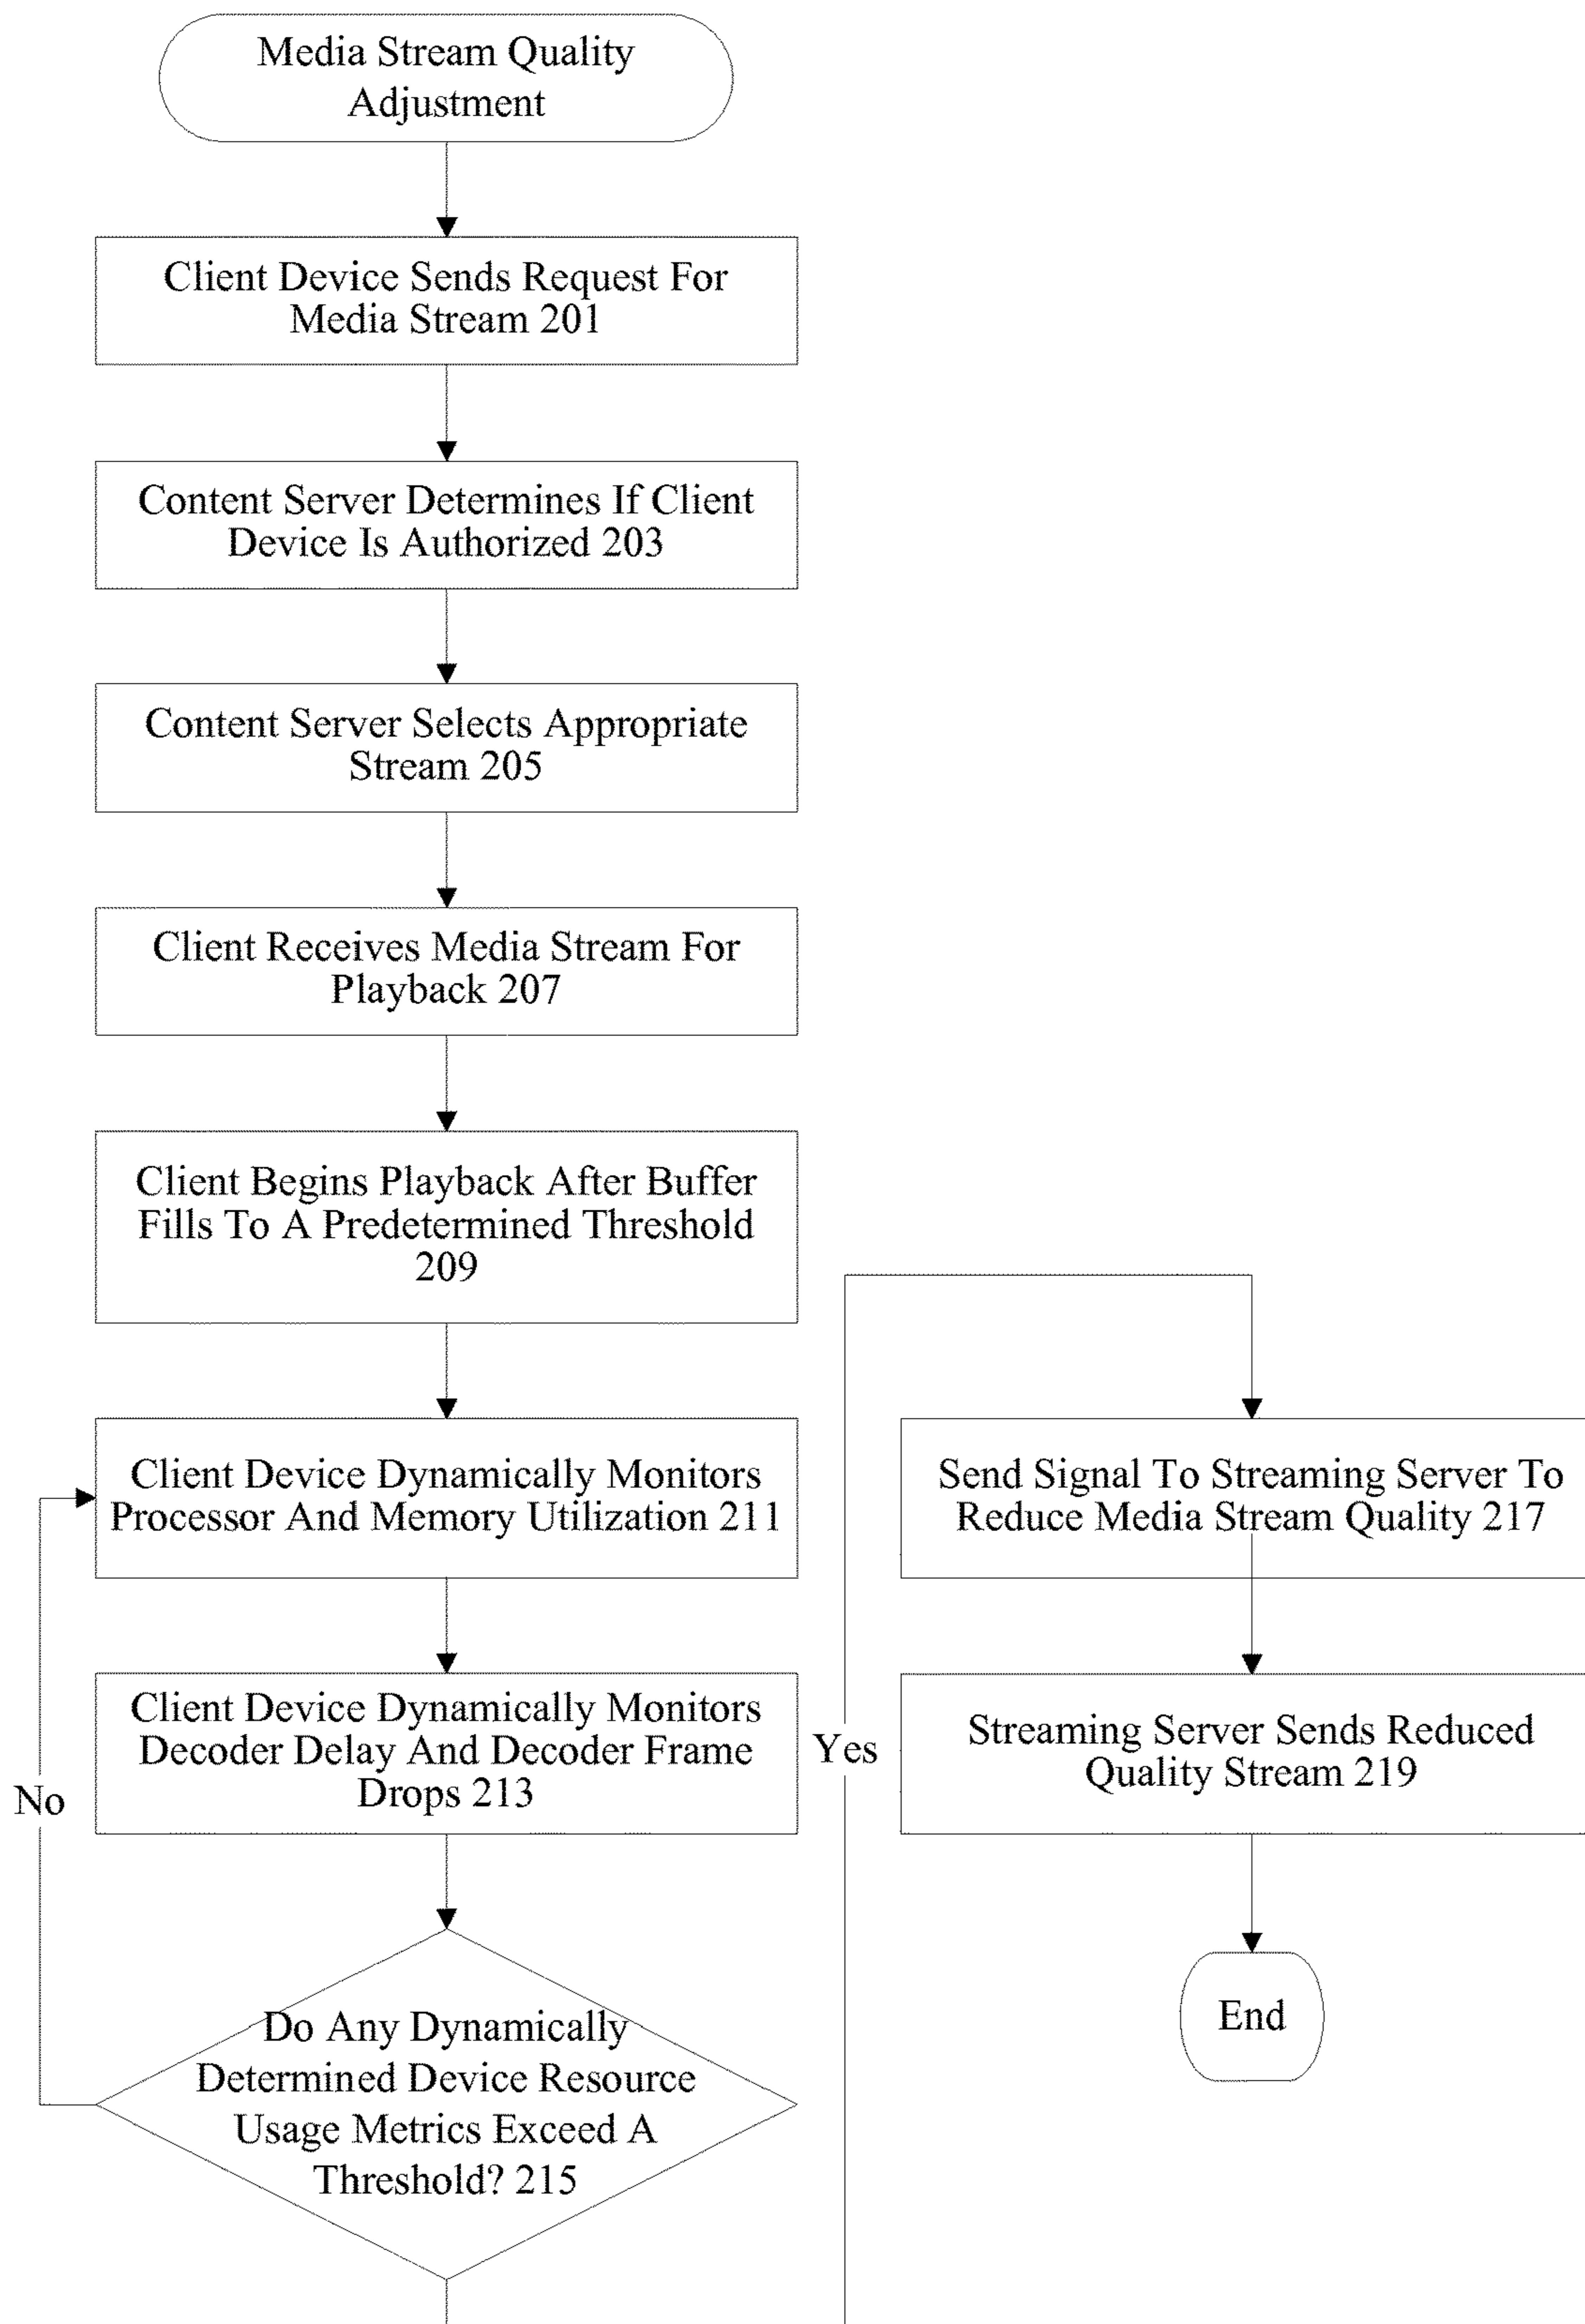 Media Stream Quality
Adjustment
Client Device Sends Request For
Media Stream 201
Content Server Determines If Client
Device Is Authorized 203
Content Server Selects Appropriate
Stream 205
Client Receives Media Stream For
Playback 207
Client Begins Playback After Buffer
Fills To A Predetermined Threshold
209
Client Device Dynamically Monitors
Processor And Memory Utilization 211
Client Device Dynamically Monitors
Decoder Delay And Decoder Frame
Drops 213
No
Do Any Dynamically
Determined Device Resource
Usage Metrics Exceed A
Threshold? 215
Yes
Send Signal To Streaming Server To
Reduce Media Stream Quality 217
Streaming Server Sends Reduced
Quality Stream 219
End